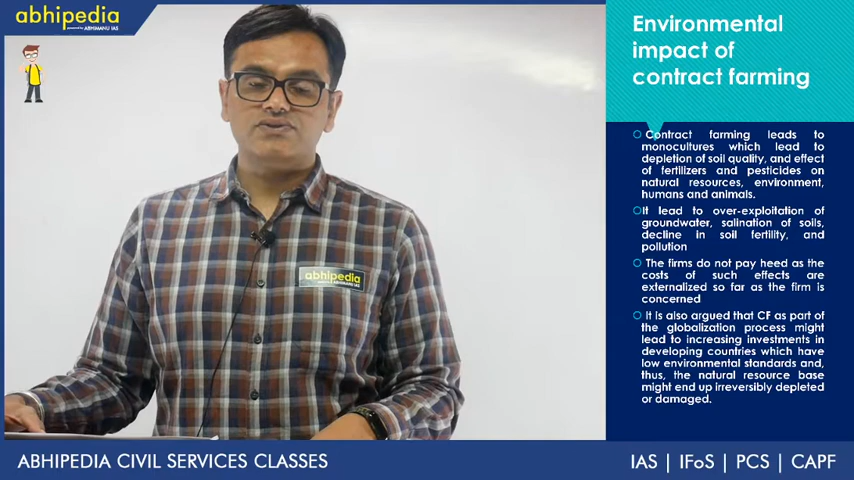 abhipedia
powered by ABHIMANU IAS
Environmental
impact of
contract farming
Contract farming leads to
monocultures which lead to
depletion of soil quality, and effect
of fertilizers and pesticides on
natural resources, environment,
humans and animals.
It lead to over-exploitation of
groundwater, salination of soils,
decline in soil fertility, and
pollution
The firms do not pay heed as the
costs of such effects are
externalized so far as the firm is
concerned
It is also argued that CF as part of
the globalization process might
lead to increasing investments in
developing countries which have
low environmental standards and,
thus, the natural resource base
might end up irreversibly depleted
or damaged.
abhipedia
ABHIPEDIA CIVIL SERVICES CLASSES
IAS | IFoS | PCS | CAPF